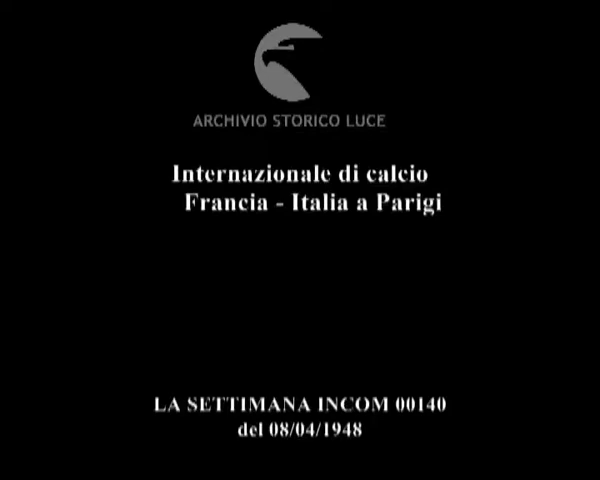 ARCHIVIO STORICO LUCE
Internazionale di calcio
Francia - Italia a Parigi
LA SETTIMANA INCOM 00140
del 08/04/1948